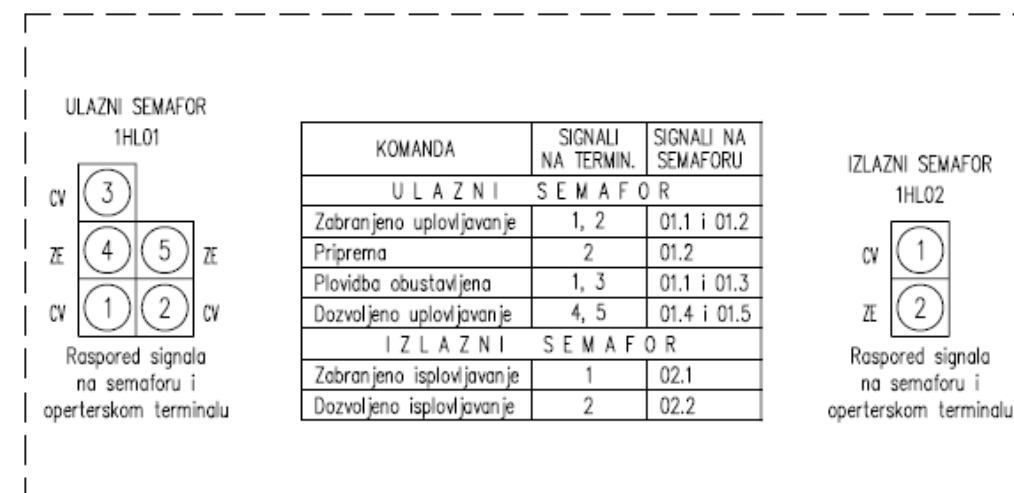 ULAZNI SEMAFOR
1HL01
3
CV
4
5
ZE
ZE
1
2
CV
CV
Raspored signala
na semaforu i
operterskom terminalu
KOMANDA
SIGNALI
NA TERMIN.
SIGNALI NA
SEMAFORU
ULAZNI SEMAFOR
Zabranjeno uplovljavanje 1, 2 01.1 i 01.2
Priprema 2 01.2
Plovidba obustavljena 1, 3 01.1 i 01.3
Dozvoljeno uplovljavanje 4, 5 01.4 i 01.5
IZLAZNI SEMAFOR
Zabranjeno isplovljavanje 1 02.1
Dozvoljeno isplovljavanje 2 02.2
IZLAZNI SEMAFOR
1HL02
CV 1
ZE 2
Raspored signala
na semaforu i
operterskom terminalu